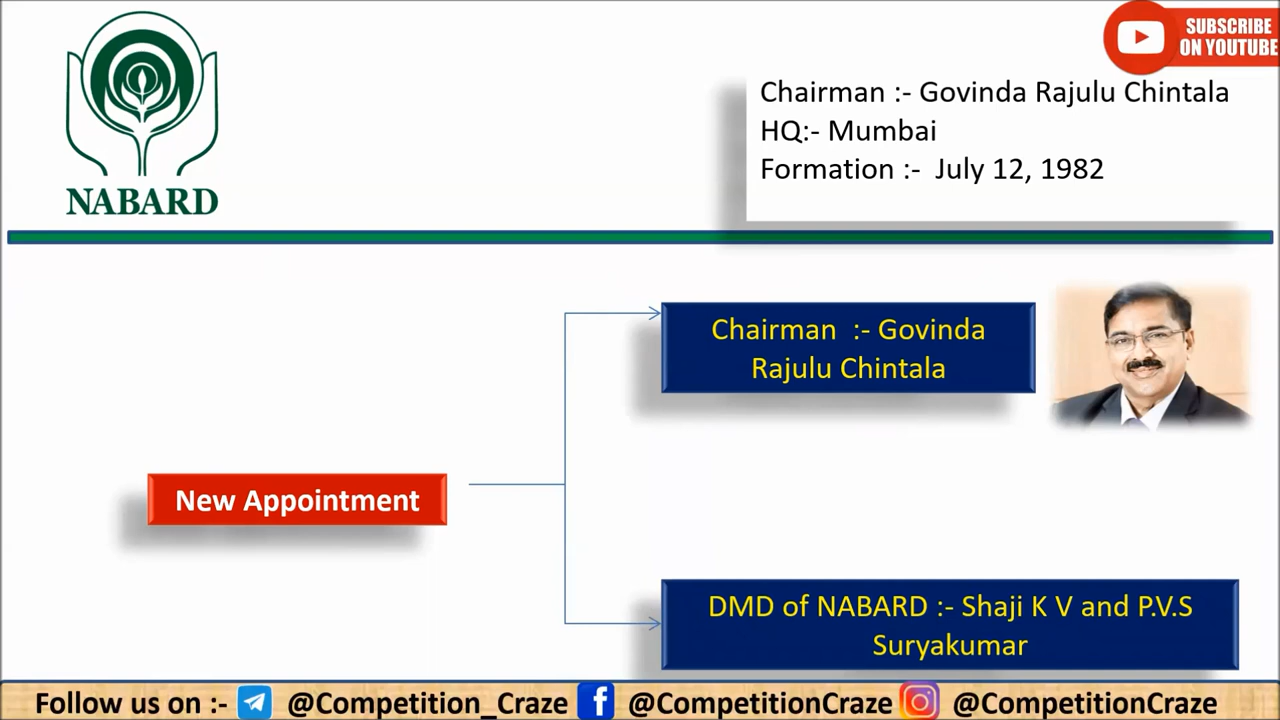 SUBSCRIBE
ON YOUTUBE
NABARD
Chairman :- Govinda Rajulu Chintala
HQ:- Mumbai
Formation :-  July 12, 1982
Chairman  :- Govinda
Rajulu Chintala
New Appointment
DMD of NABARD :- Shaji K V and P.V.S
Suryakumar
Follow us on :- @Competition_Craze @CompetitionCraze @CompetitionCraze